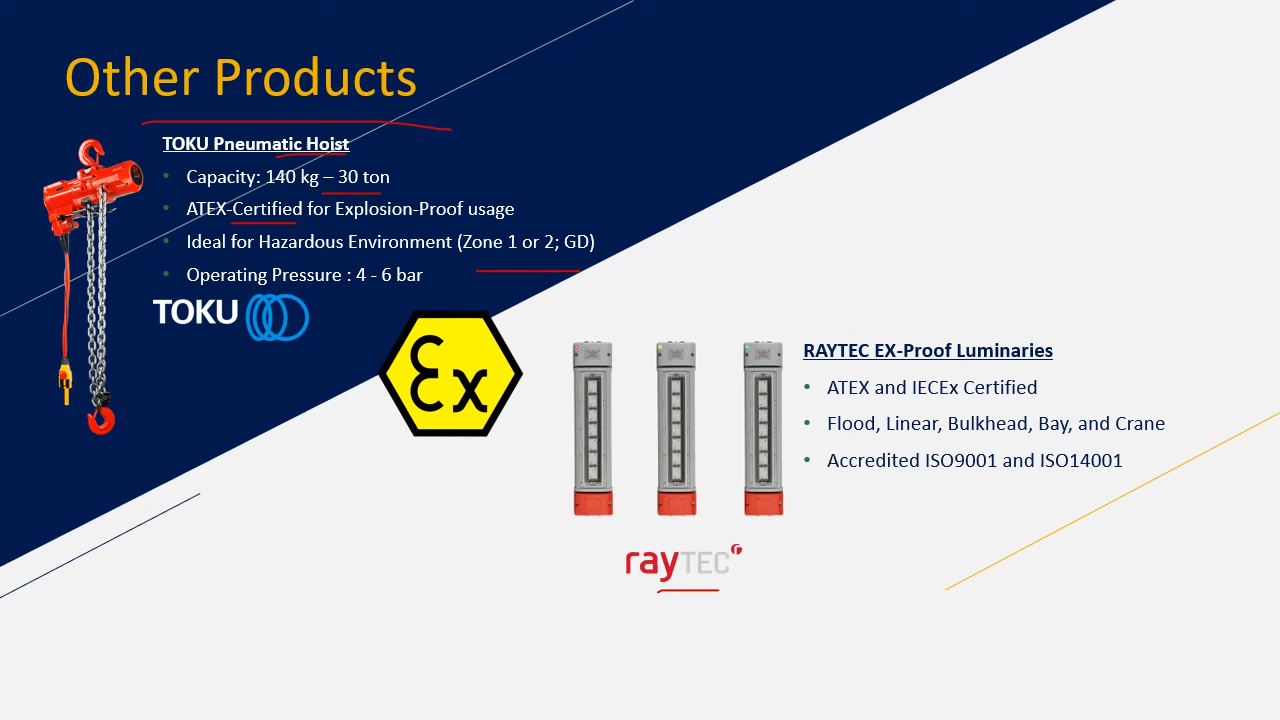 Other Products
TOKU Pneumatic Hoist
• Capacity: 140 kg – 30 ton
• ATEX-Certified for Explosion-Proof usage
• Ideal for Hazardous Environment (Zone 1 or 2; GD)
• Operating Pressure : 4 - 6 bar
TOKU
Ex
RAYTEC EX-Proof Luminaries
• ATEX and IECEx Certified
• Flood, Linear, Bulkhead, Bay, and Crane
• Accredited ISO9001 and ISO14001
rayTEC